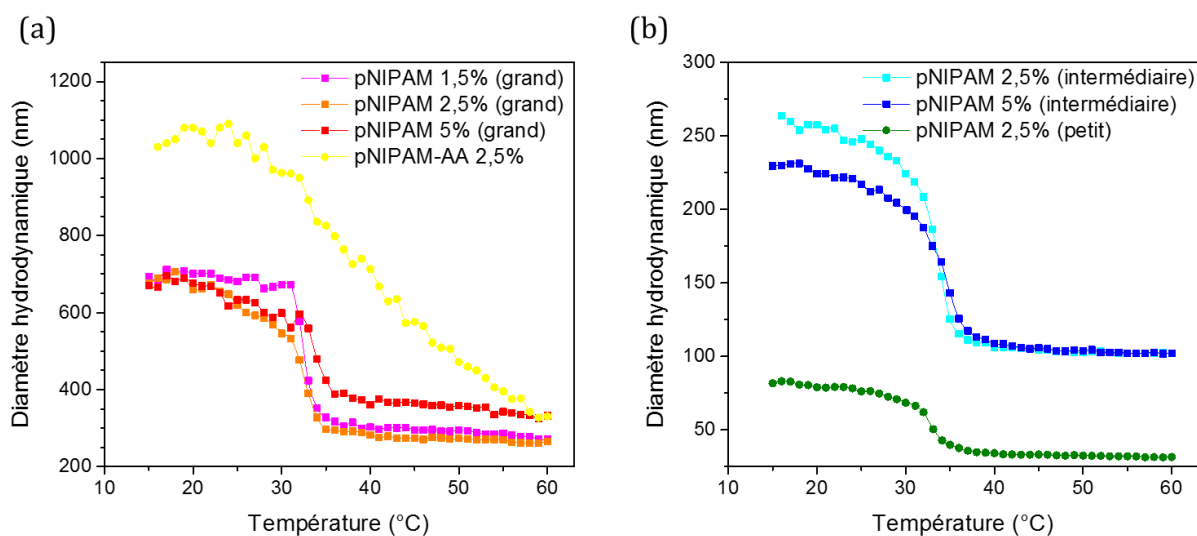 (a)
pNIPAM 1,5% (grand)
pNIPAM 2,5% (grand)
pNIPAM 5% (grand)
pNIPAM-AA 2,5%
Diamètre hydrodynamique (nm)
1200
1000
800
600
400
200
10
20
30
40
50
60
Température (°C)
(b)
pNIPAM 2,5% (intermédiaire)
pNIPAM 5% (intermédiaire)
pNIPAM 2,5% (petit)
Diamètre hydrodynamique (nm)
300
250
200
150
100
50
10
20
30
40
50
60
Température (°C)